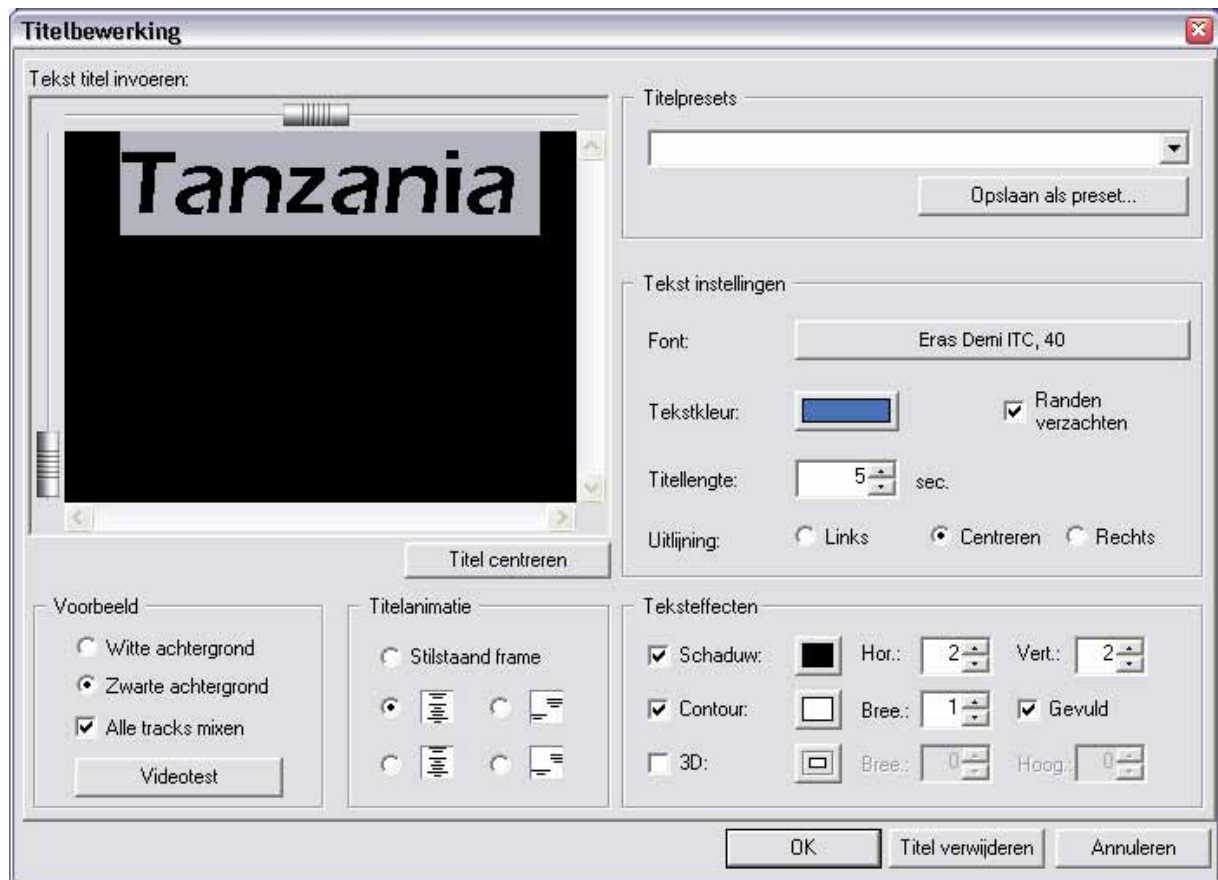 Titelbewerking
Tekst titel invoeren:
Tanzania
Titel centreren
Titelpresets
Opslaan als preset...
Tekst instellingen
Font: Eras Demi ITC, 40
Tekstkleur: Randen
verzachten
Titellengte: 5 sec.
Uitlijning: Links Centreren Rechts
Voorbeeld
Witte achtergrond
Zwarte achtergrond
Alle tracks mixen
Videotest
Titelanimatie
Stilstaand frame
Teksteffecten
Schaduw: Hor.: 2 Vert.: 2
Contour: Bree.: 1 Gevuld
3D: Bree.: 0 Hoog.: 0
OK Titel verwijderen Annuleren